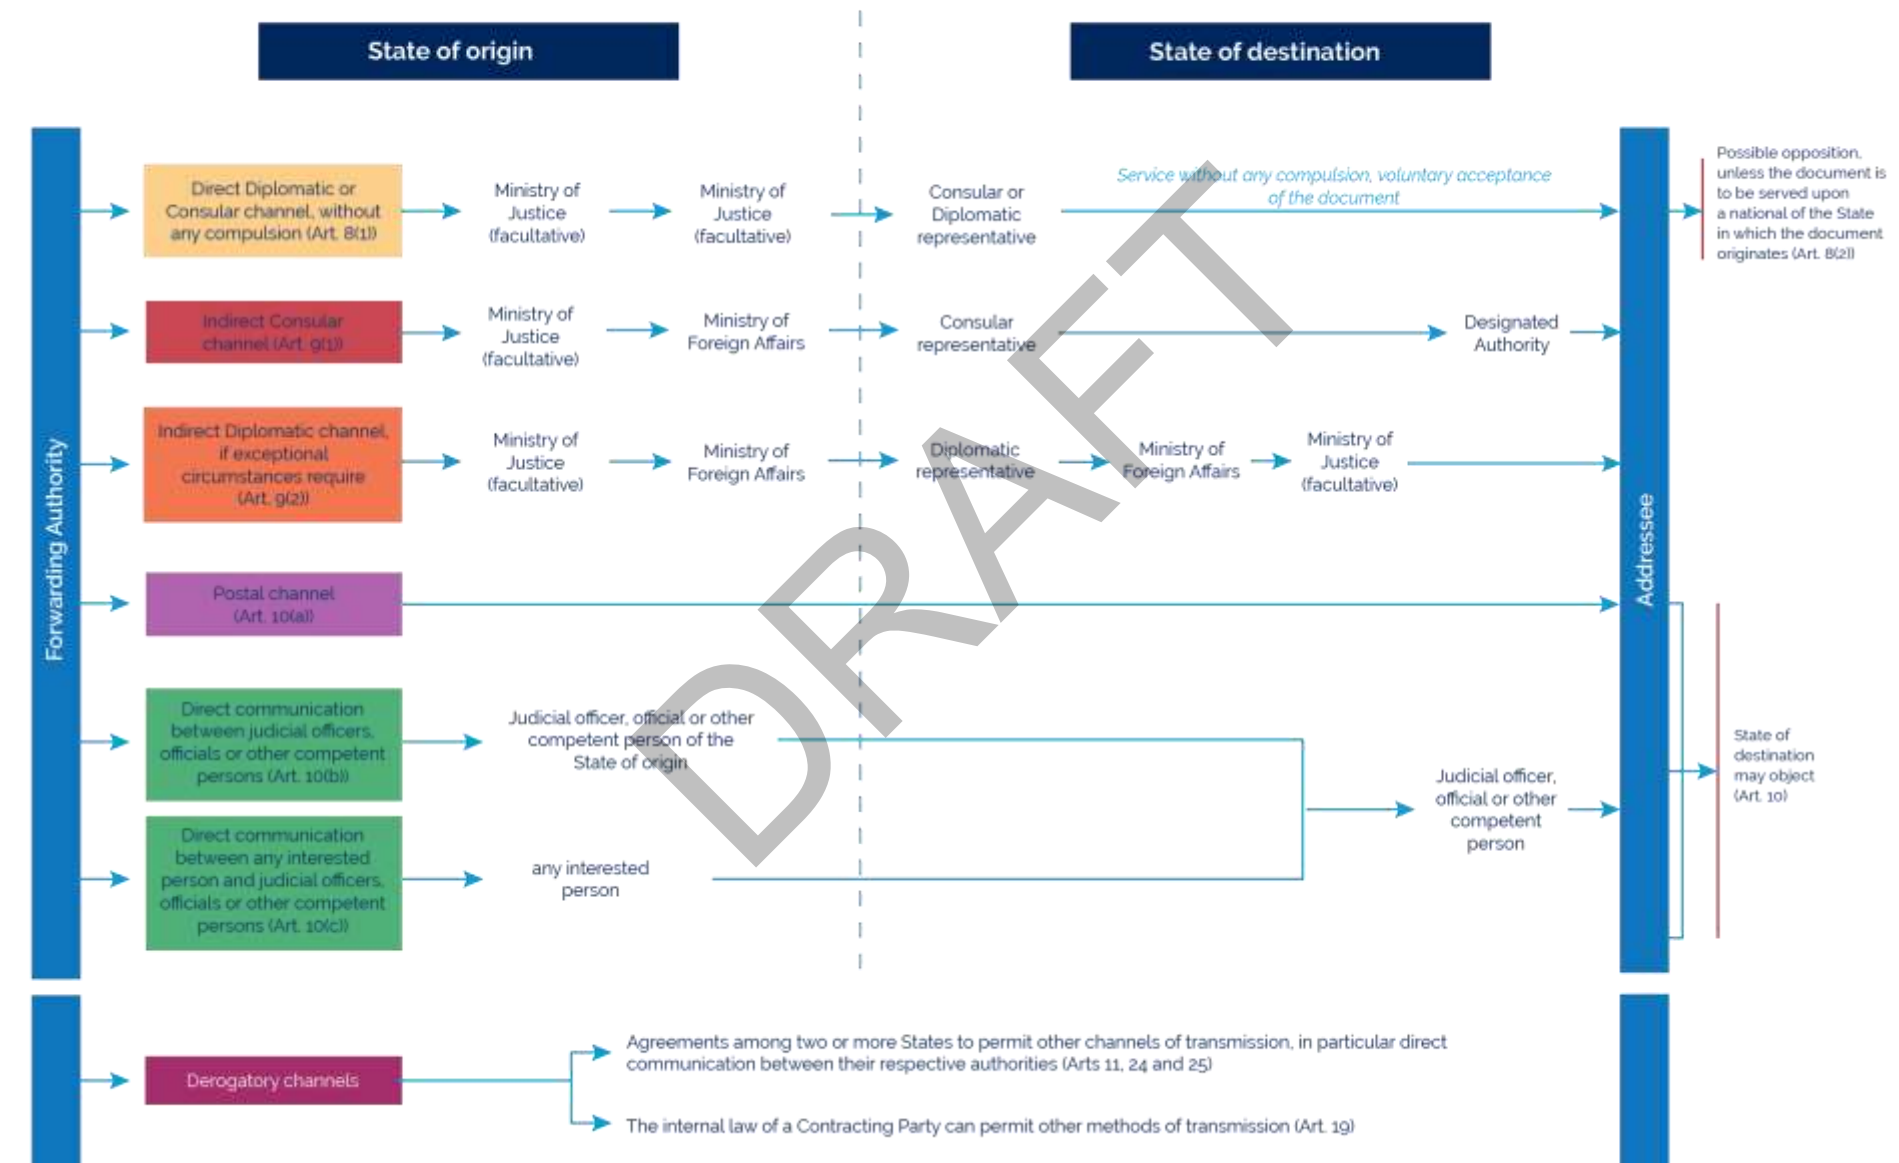 State of origin
State of destination
Forwarding Authority
Direct Diplomatic or
Consular channel, without
any compulsion (Art. 8(1))
Ministry of
Justice
(facultative)
Ministry of
Justice
(facultative)
Consular or
Diplomatic
representative
Service without any compulsion, voluntary acceptance
of the document
Possible opposition,
unless the document is
to be served upon
a national of the State
in which the document
originates (Art. 8(2))
Indirect Consular
channel (Art. 9(1))
Ministry of
Justice
(facultative)
Ministry of
Foreign Affairs
Consular
representative
Designated
Authority
Indirect Diplomatic channel,
if exceptional
circumstances require
(Art. 9(2))
Ministry of
Justice
(facultative)
Ministry of
Foreign Affairs
Diplomatic
representative
Ministry of
Foreign Affairs
Ministry of
Justice
(facultative)
Addressee
Postal channel
(Art. 10(a))
Direct communication
between judicial officers,
officials or other competent
persons (Art. 10(b))
Judicial officer, official or other
competent person of the
State of origin
Judicial officer,
official or other
competent
person
State of
destination
may object
(Art. 10)
Direct communication
between any interested
person and judicial officers,
officials or other competent
persons (Art. 10(c))
any interested
person
Derogatory channels
Agreements among two or more States to permit other channels of transmission, in particular direct
communication between their respective authorities (Arts 11, 24 and 25)
The internal law of a Contracting Party can permit other methods of transmission (Art. 19)
DRAFT